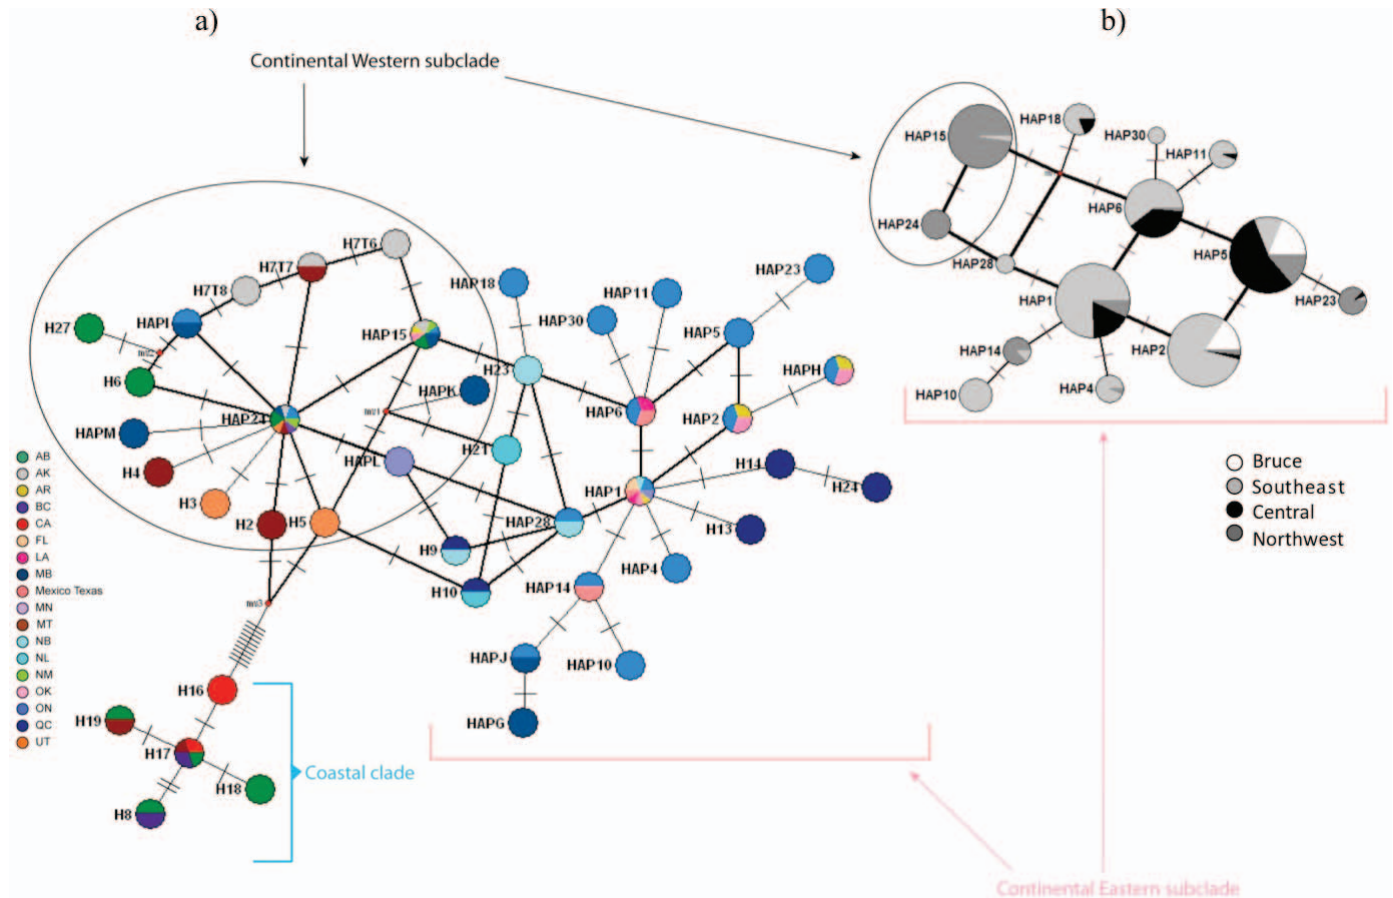 a)
b)
Continental Western subclade
H7T6
H7T7
H7T8
HAPI
H27
mv2
H6
HAP15
HAPK
HAP24
HAPM
HAPL
H4
H3
H2
H5
mv3
HAP18
H23
H2T
HAP28
H9
H10
HAP30
HAP11
HAP23
HAP5
HAPH
HAP6
HAP2
HAP1
H14
H24
H13
HAP4
HAP14
HAPJ
HAP10
HAPG
H16
H19
H17
H18
H8
Coastal clade
AB
AK
AR
BC
CA
FL
LA
MB
Mexico Texas
MN
MT
NB
NL
NM
OK
ON
QC
UT
HAP15
HAP18
HAP30
HAP11
HAP24
HAP6
HAP28
HAP5
HAP1
HAP23
HAP2
HAP14
HAP10
HAP4
Bruce
Southeast
Central
Northwest
Continental Eastern subclade